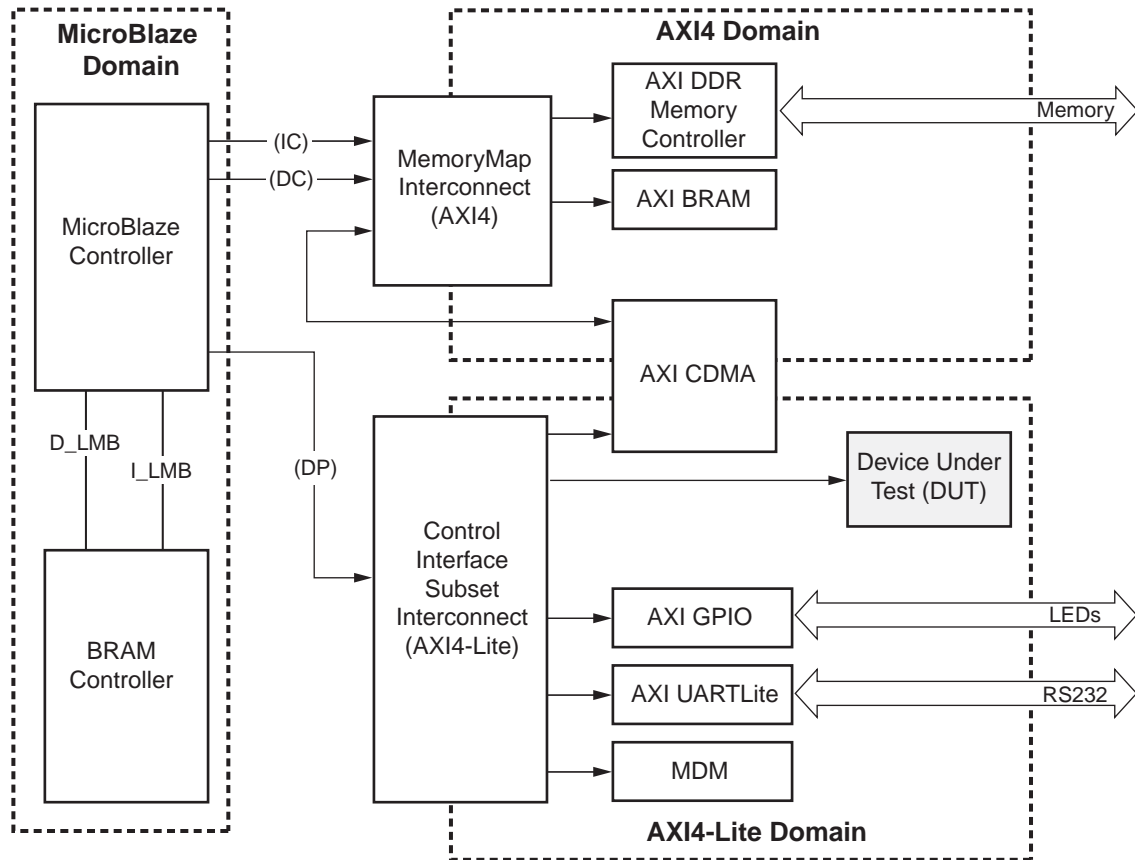 MicroBlaze
Domain
AXI4 Domain
MicroBlaze
Controller
(IC)
(DC)
MemoryMap
Interconnect
(AXI4)
AXI DDR
Memory
Controller
Memory
AXI BRAM
AXI CDMA
D_LMB
I_LMB
(DP)
Device Under
Test (DUT)
Control
Interface
Subset
Interconnect
(AXI4-Lite)
BRAM
Controller
AXI GPIO
LEDs
AXI UARTLite
RS232
MDM
AXI4-Lite Domain